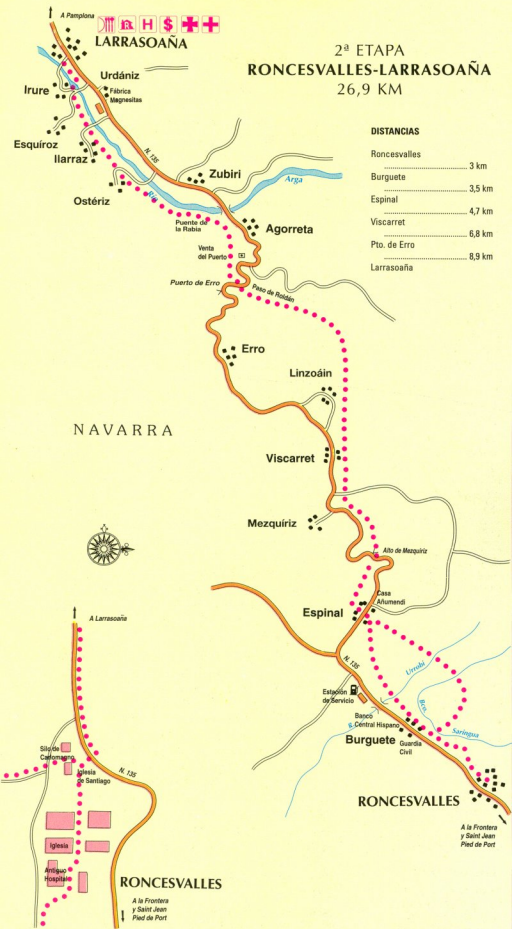 A Pamplona
H $
LARRASOAÑA
2ª ETAPA
RONCESVALLES-LARRASOAÑA
26,9 KM
Urdániz
Irure
Fábrica
Magnesitas
Esquíroz
Ilarraz
N. 135
Ostériz
Zubiri
Río
Arga
Puente de
la Rabia
Agorreta
Venta
del Puerto
Puerto de Erro
Paso de Roldán
DISTANCIAS
Roncesvalles
................................ 3 km
Burguete
................................ 3,5 km
Espinal
................................ 4,7 km
Viscarret
................................ 6,8 km
Pto. de Erro
................................ 8,9 km
Larrasoaña
Erro
Linzoáin
NAVARRA
Viscarret
Mezquíriz
Alto de Mezquíriz
Casa
Añumendi
Espinal
N. 135
Urrobi
Estación
de Servicio
Banco
Central Hispano
Bco.
Saringua
R.
Burguete
Guardia
Civil
RONCESVALLES
A la Frontera
y Saint Jean
Pied de Port
A Larrasoaña
Silo de
Carlomagno
N. 135
Iglesia
de Santiago
Iglesia
Antiguo
Hospital
RONCESVALLES
A la Frontera
y Saint Jean
Pied de Port